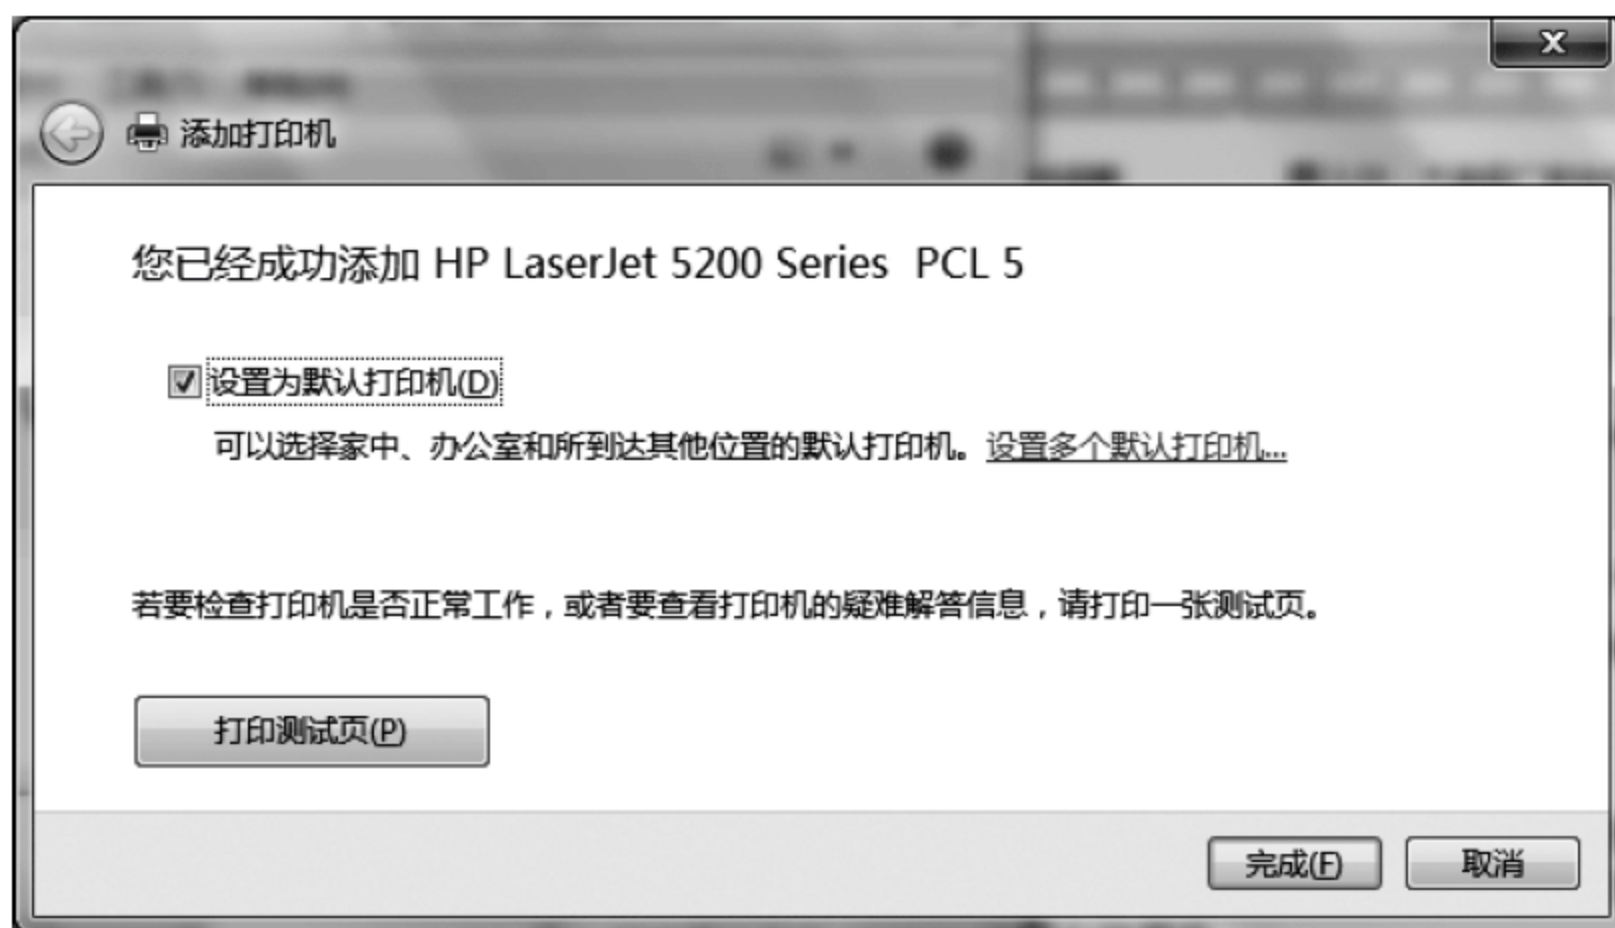 添加打印机
您已经成功添加 HP LaserJet 5200 Series PCL 5
设置为默认打印机(D)
可以选择家中、办公室和所到达其他位置的默认打印机。设置多个默认打印机...
若要检查打印机是否正常工作，或者要查看打印机的疑难解答信息，请打印一张测试页。
打印测试页(P)
完成(F) 取消